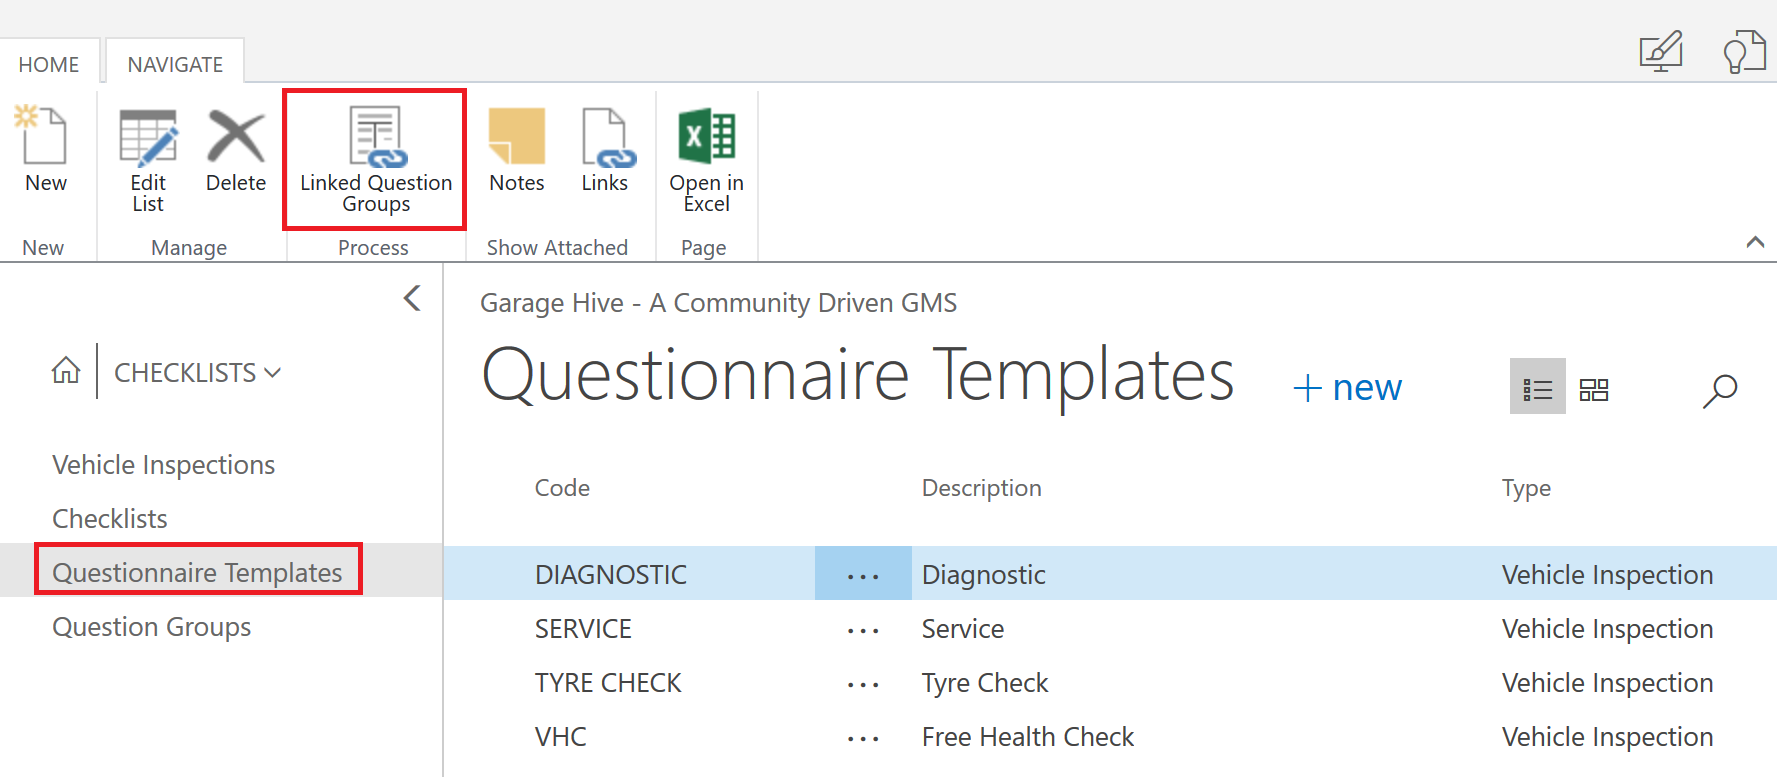 HOME NAVIGATE
New Edit Delete Linked Question Notes Links Open in
List Groups Excel
New Manage Process Show Attached Page
Garage Hive - A Community Driven GMS
CHECKLISTS
Questionnaire Templates + new
Vehicle Inspections
Checklists
Questionnaire Templates
Question Groups
Code Description Type
DIAGNOSTIC ... Diagnostic Vehicle Inspection
SERVICE ... Service Vehicle Inspection
TYRE CHECK ... Tyre Check Vehicle Inspection
VHC ... Free Health Check Vehicle Inspection